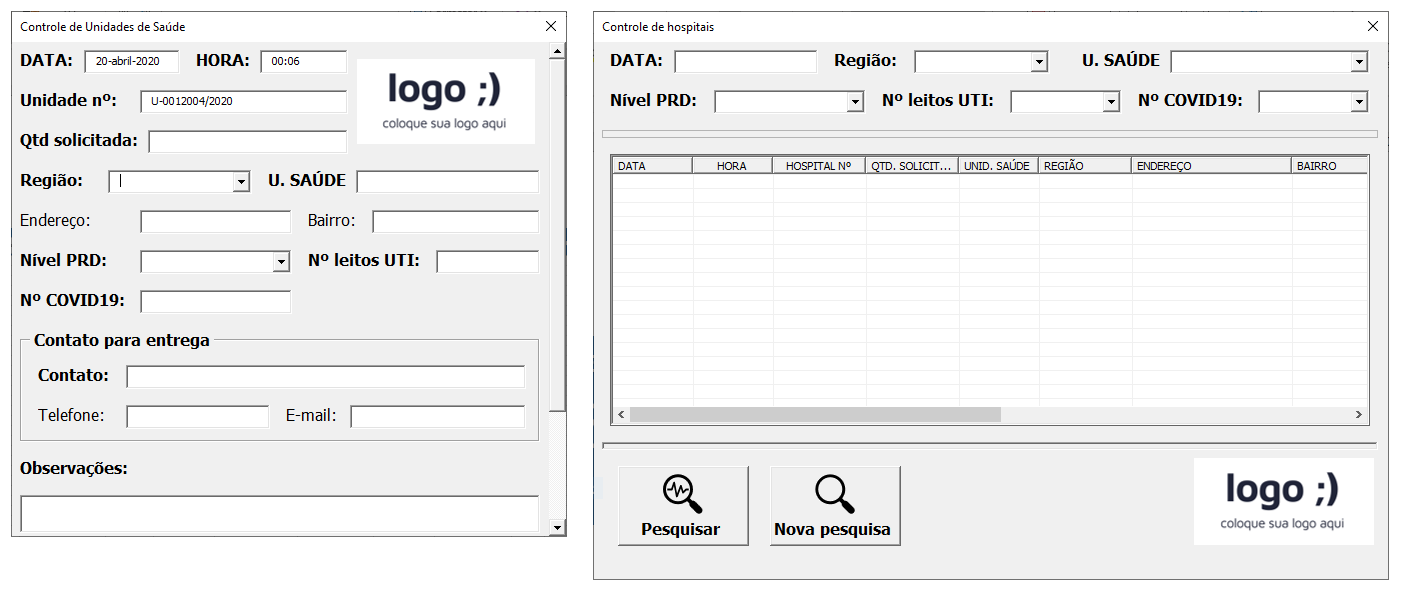 Controle de Unidades de Saúde
DATA: 20-abril-2020 HORA: 00:06
logo ;)
coloque sua logo aqui
Unidade nº: U-0012004/2020
Qtd solicitada:
Região: U. SAÚDE
Endereço: Bairro:
Nível PRD: Nº leitos UTI:
Nº COVID19:
Contato para entrega
Contato:
Telefone: E-mail:
Observações:
Controle de hospitais
DATA: Região: U. SAÚDE
Nível PRD: Nº leitos UTI: Nº COVID19:
DATA HORA HOSPITAL Nº QTD. SOLICIT... UNID. SAÚDE REGIÃO ENDEREÇO BAIRRO
Pesquisar Nova pesquisa
logo ;)
coloque sua logo aqui